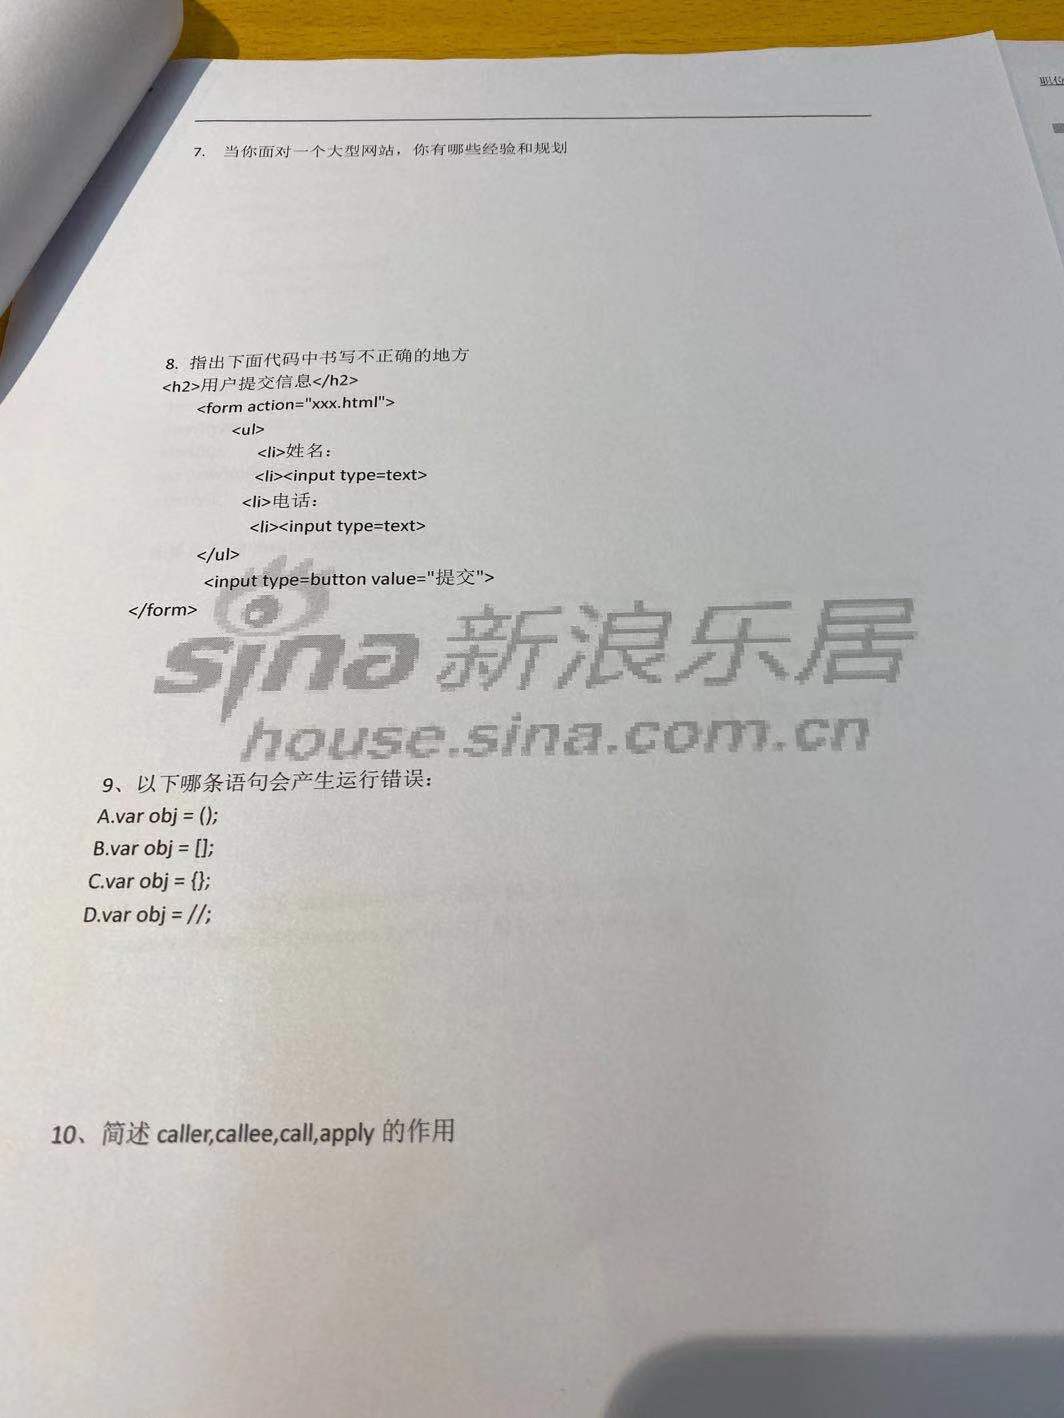 职位
7. 当你面对一个大型网站，你有哪些经验和规划
8. 指出下面代码中书写不正确的地方
<h2>用户提交信息</h2>
<form action="xxx.html">
<ul>
<li>姓名：
<li><input type=text>
<li>电话：
<li><input type=text>
</ul>
<input type=button value="提交">
</form>
sina 新浪乐居
house.sina.com.cn
9、以下哪条语句会产生运行错误：
A.var obj = ();
B.var obj = [];
C.var obj = {};
D.var obj = //;
10、简述 caller,callee,call,apply 的作用